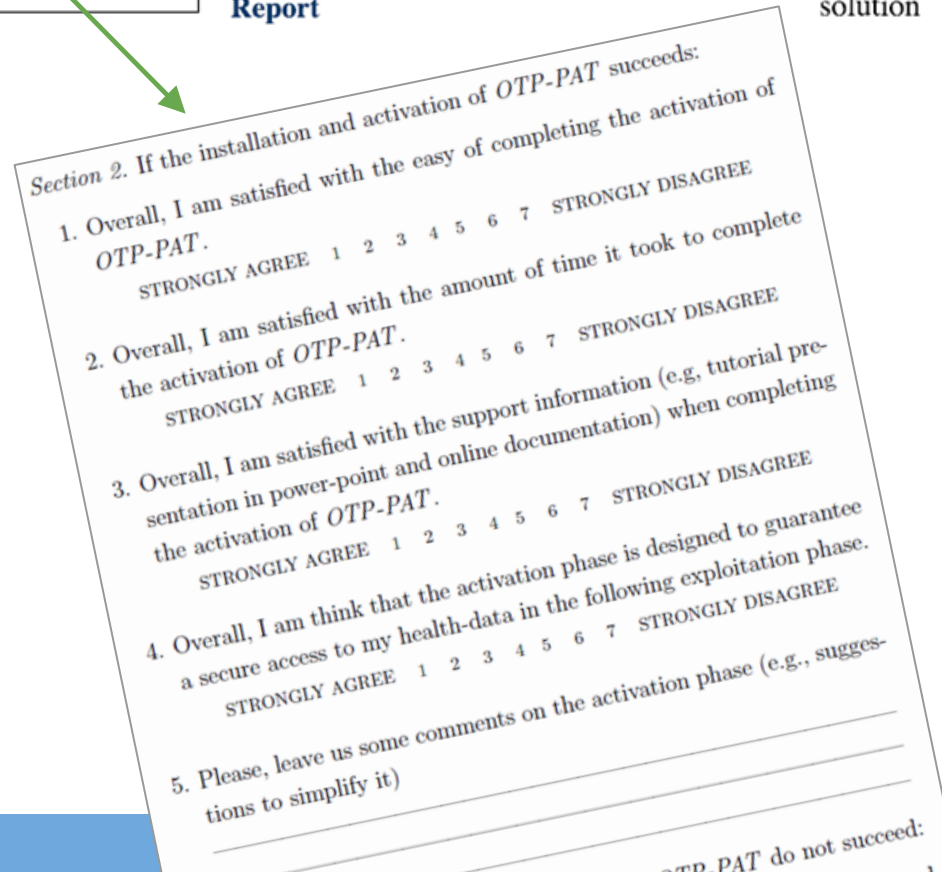 Report
solution
Section 2. If the installation and activation of OTP-PAT succeeds:
1. Overall, I am satisfied with the easy of completing the activation of
OTP-PAT.
STRONGLY AGREE 1 2 3 4 5 6 7 STRONGLY DISAGREE
2. Overall, I am satisfied with the amount of time it took to complete
the activation of OTP-PAT.
STRONGLY AGREE 1 2 3 4 5 6 7 STRONGLY DISAGREE
3. Overall, I am satisfied with the support information (e.g, tutorial pre-
sentation in power-point and online documentation) when completing
the activation of OTP-PAT.
STRONGLY AGREE 1 2 3 4 5 6 7 STRONGLY DISAGREE
4. Overall, I am think that the activation phase is designed to guarantee
a secure access to my health-data in the following exploitation phase.
STRONGLY AGREE 1 2 3 4 5 6 7 STRONGLY DISAGREE
5. Please, leave us some comments on the activation phase (e.g., sugges-
tions to simplify it)
OTP-PAT do not succeed: